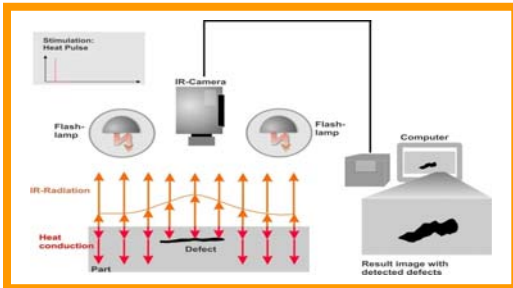 Stimulation:
Heat Pulse
IR-Camera
Flash-
lamp
Flash-
lamp
Computer
IR-Radiation
Heat
conduction
Defect
Part
Result image with
detected defects